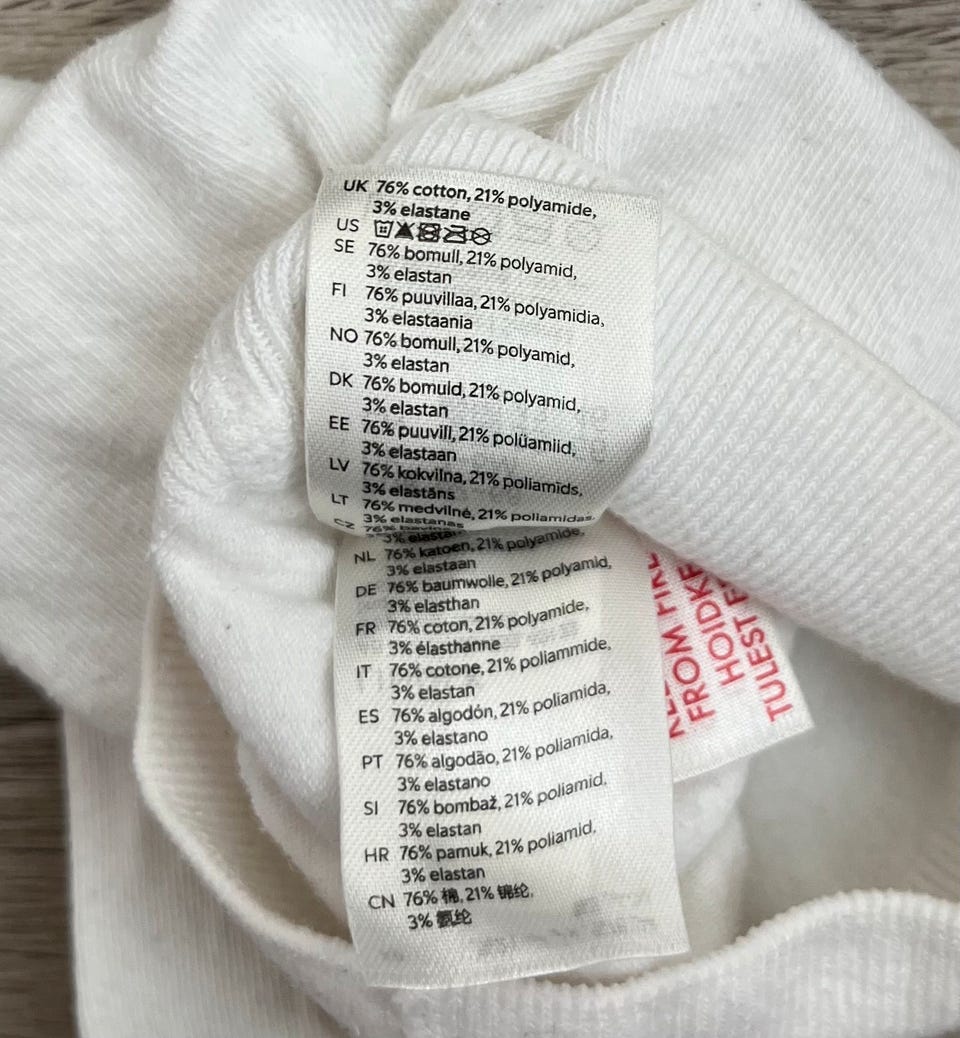 UK 76% cotton, 21% polyamide,
3% elastane
US
SE 76% bomull, 21% polyamid,
3% elastan
FI 76% puuvillaa, 21% polyamidia,
3% elastaania
NO 76% bomull, 21% polyamid,
3% elastan
DK 76% bomuld, 21% polyamid,
3% elastan
EE 76% puuvill, 21% polüamiid,
3% elastaan
LV 76% kokvilna, 21% poliamīds,
3% elastāns
LT 76% medvilnė, 21% poliamidas,
3% elastanas
CZ 76%
3%
NL 76% katoen, 21% polyamide,
3% elastaan
DE 76% baumwolle, 21% polyamid,
3% elasthan
FR 76% coton, 21% polyamide,
3% élasthanne
IT 76% cotone, 21% poliammide,
3% elastan
ES 76% algodón, 21% poliamida,
3% elastano
PT 76% algodão, 21% poliamida,
3% elastano
SI 76% bombaž, 21% poliamid,
3% elastan
HR 76% pamuk, 21% poliamid,
3% elastan
CN 76% 棉, 21% 锦纶,
3% 氨纶
FROM
TULEST